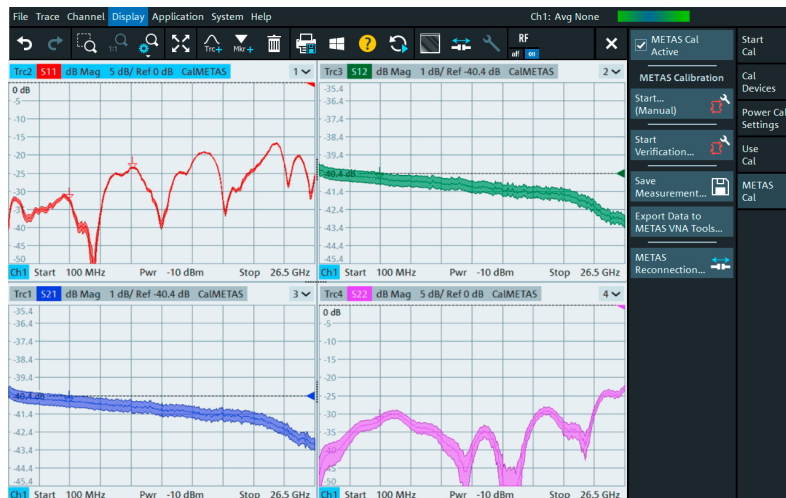 File Trace Channel Display Application System Help
Ch1: Avg None
1:1 Trc+ Mkr+ ? RF off on
METAS Cal Active
METAS Calibration
Start... (Manual)
Start Verification...
Save Measurement...
Export Data to METAS VNA Tools...
METAS Reconnection...
Start Cal
Cal Devices
Power Cal Settings
Use Cal
METAS Cal
Trc2 S11 dB Mag 5 dB/ Ref 0 dB CalMETAS 1
0 dB
-5
-10
-15
-20
-25
-30
-35
-40
-45
-50
Ch1 Start 100 MHz Pwr -10 dBm Stop 26.5 GHz
Trc3 S12 dB Mag 1 dB/ Ref -40.4 dB CalMETAS 2
-35.4
-36.4
-37.4
-38.4
-39.4
-40.4 dB
-41.4
-42.4
-43.4
-44.4
-45.4
Ch1 Start 100 MHz Pwr -10 dBm Stop 26.5 GHz
Trc1 S21 dB Mag 1 dB/ Ref -40.4 dB CalMETAS 3
-35.4
-36.4
-37.4
-38.4
-39.4
-40.4 dB
-41.4
-42.4
-43.4
-44.4
-45.4
Ch1 Start 100 MHz Pwr -10 dBm Stop 26.5 GHz
Trc4 S22 dB Mag 5 dB/ Ref 0 dB CalMETAS 4
0 dB
-5
-10
-15
-20
-25
-30
-35
-40
-45
-50
Ch1 Start 100 MHz Pwr -10 dBm Stop 26.5 GHz